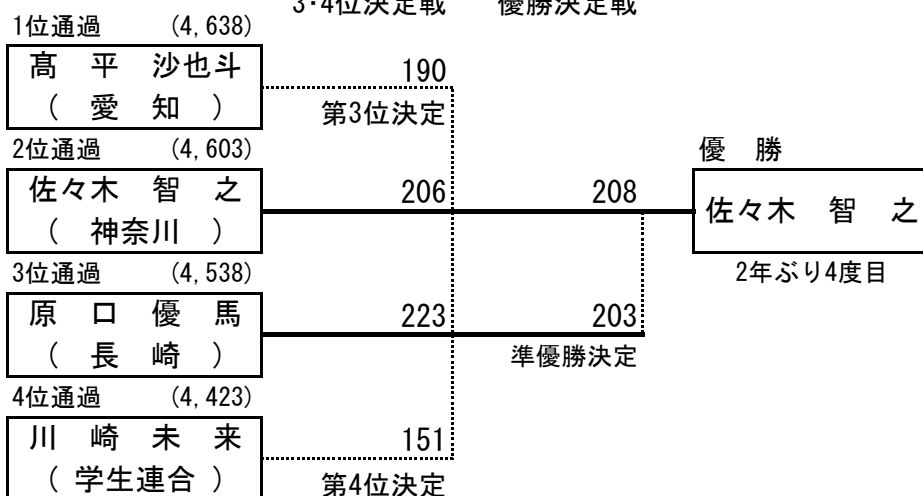 3・4位決定戦 優勝決定戦
1位通過 (4,638)
髙 平 沙也斗
( 愛 知 )
190
第3位決定
2位通過 (4,603)
佐々木 智 之
( 神奈川 )
206
208
優 勝
佐々木 智 之
2年ぶり4度目
3位通過 (4,538)
原 口 優 馬
( 長 崎 )
223
203
準優勝決定
4位通過 (4,423)
川 崎 未 来
( 学生連合 )
151
第4位決定